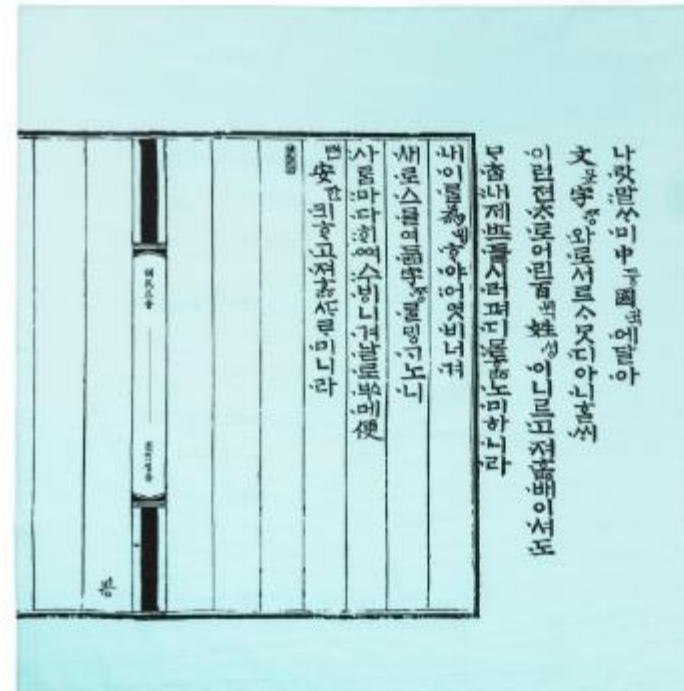 나랏말ᄊᆞ미中듕國귁에달아
文문字ᄍᆞᆼ와로서르ᄉᆞᄆᆞᆺ디아니ᄒᆞᆯᄊᆡ
이런젼ᄎᆞ로어린百ᄇᆡᆨ姓셩이니르고져호ᇙ배이셔도
ᄆᆞᄎᆞᆷ내제ᄠᅳ들시러펴디몯ᄒᆞᇙ노미하니라
내이ᄅᆞᆯ爲윙ᄒᆞ야어엿비너겨
새로스믈여듧字ᄍᆞᆼᄅᆞᆯᄆᆡᇰᄀᆞ노니
사ᄅᆞᆷ마다ᄒᆡᅇᅧ수ᄫᅵ니겨날로ᄡᅮ메便
뼌安한킈ᄒᆞ고져ᄒᆞᇙᄯᆞᄅᆞ미니라